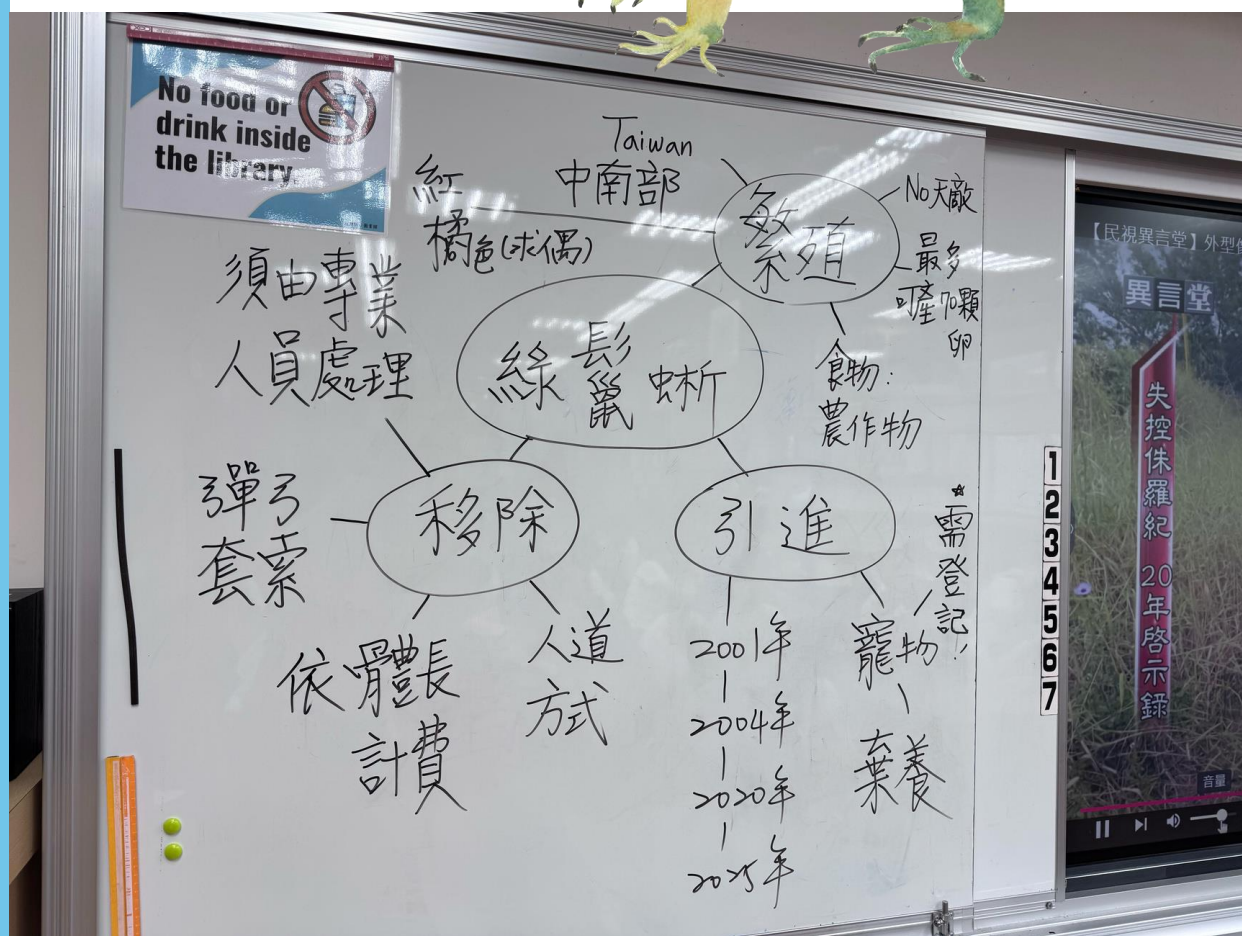 No food or
drink inside
the library.
Taiwan
中南部
紅
橘色(求偶)
繁殖
No天敵
最多
可產70顆
卵
食物:
農作物
綠鬣蜥
須由專業
人員處理
移除
彈弓
套索
依體長
計費
人道
方式
引進
2001年
2004年
2020年
2025年
寵物
棄養
*需登記!
1
2
3
4
5
6
7
【民視異言堂】外型
異言堂
失控侏羅紀 20年啓示錄
音量